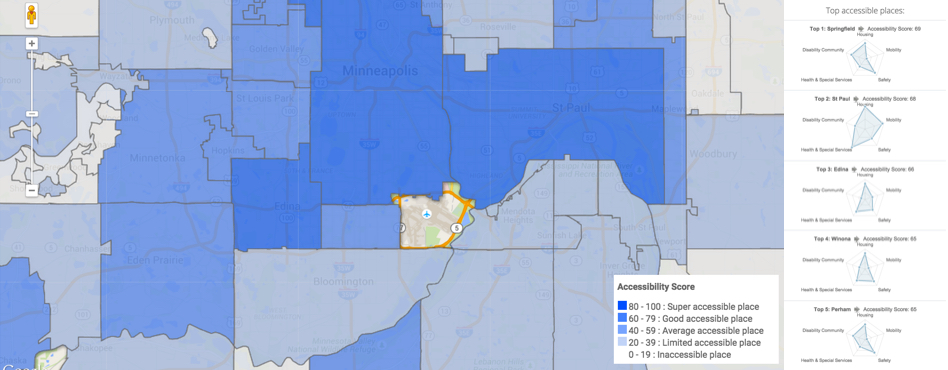 Top accessible places:
Top 1: Springfield Accessibility Score: 69
Housing
Disability Community
Mobility
Health & Special Services
Safety
Top 2: St Paul Accessibility Score: 68
Housing
Disability Community
Mobility
Health & Special Services
Safety
Top 3: Edina Accessibility Score: 66
Housing
Disability Community
Mobility
Health & Special Services
Safety
Top 4: Winona Accessibility Score: 65
Housing
Disability Community
Mobility
Health & Special Services
Safety
Top 5: Perham Accessibility Score: 65
Housing
Disability Community
Mobility
Health & Special Services
Safety
Plymouth
Golden Valley
Roseville
Minneapolis
Oakdale
St Louis Park
St Paul
Hopkins
Minnetonka
Woodbury
Edina
Mendota
Heights
5
Eden Prairie
Bloomington
Accessibility Score
80 - 100 : Super accessible place
60 - 79 : Good accessible place
40 - 59 : Average accessible place
20 - 39 : Limited accessible place
0 - 19 : Inaccessible place